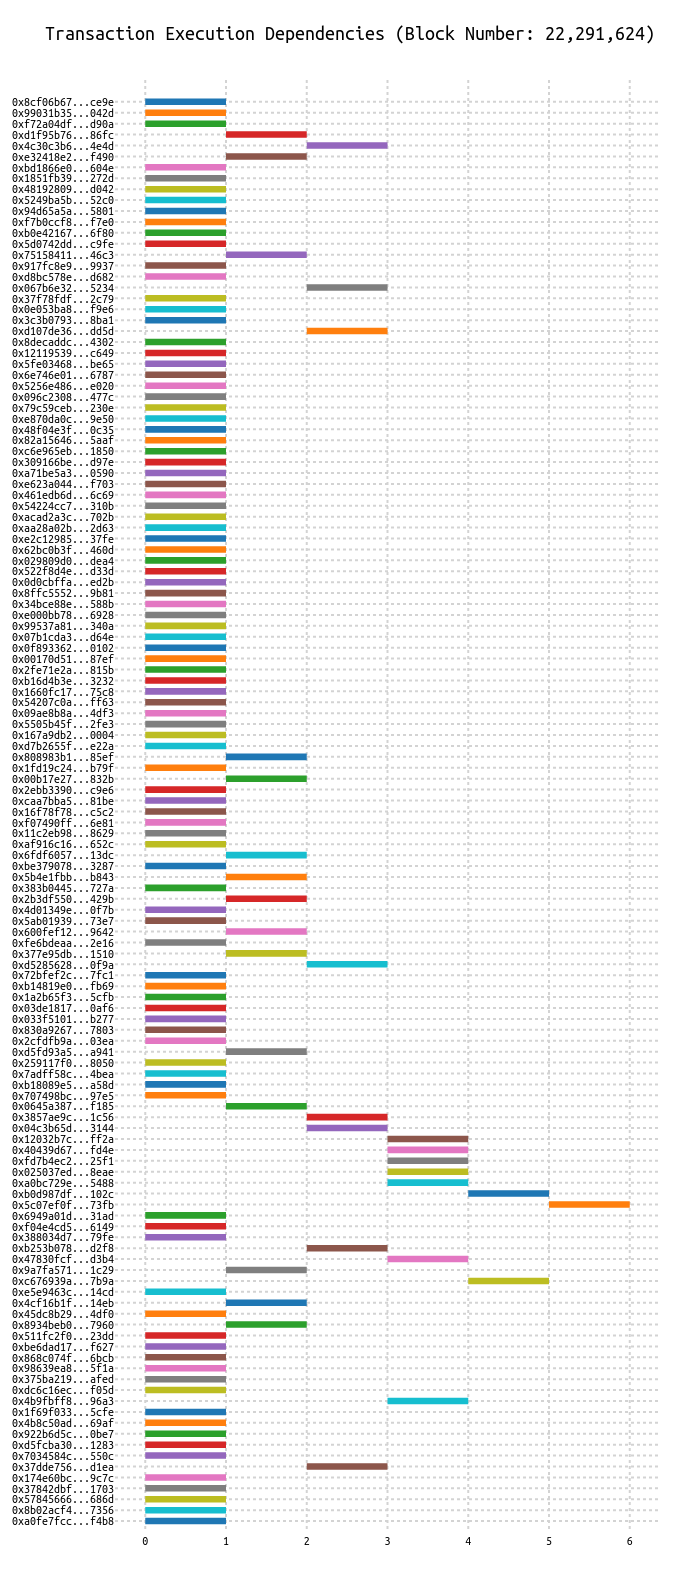 Transaction Execution Dependencies (Block Number: 22,291,624)
0x8cf06b67...ce9e
0x99031b35...042d
0xf72a04df...d90a
0xd1f95b76...86fc
0x4c30c3b6...4e4d
0xe32418e2...f490
0xbd1866e0...604e
0x1851fb39...272d
0x48192809...d042
0x5249ba5b...52c0
0x94d65a5a...5801
0xf7b0ccf8...f7e0
0xb0e42167...6f80
0x5d0742dd...c9fe
0x75158411...46c3
0x917fc8e9...9937
0xd8bc578e...d682
0x067b6e32...5234
0x37f78fdf...2c79
0x0e053ba8...f9e6
0x3c3b0793...8ba1
0xd107de36...dd5d
0x8decaddc...4302
0x12119539...c649
0x5fe03468...be65
0x6e746e01...6787
0x5256e486...e020
0x096c2308...477c
0x79c59ceb...230e
0xe870da0c...9e50
0x48f04e3f...0c35
0x82a15646...5aaf
0xc6e965eb...1850
0x309166be...d97e
0xa71be5a3...0590
0xe623a044...f703
0x461edb6d...6c69
0x54224cc7...310b
0xacad2a3c...702b
0xaa28a02b...2d63
0xe2c12985...37fe
0x62bc0b3f...460d
0x029809d0...dea4
0x522f8d4e...d33d
0x0d0cbffa...ed2b
0x8ffc5552...9b81
0x34bce88e...588b
0xe000bb78...6928
0x99537a81...340a
0x07b1cda3...d64e
0x0f893362...0102
0x00170d51...87ef
0x2fe71e2a...815b
0xb16d4b3e...3232
0x1660fc17...75c8
0x54207c0a...ff63
0x09ae8b8a...4df3
0x5505b45f...2fe3
0x167a9db2...0004
0xd7b2655f...e22a
0x808983b1...85ef
0x1fd19c24...b79f
0x00b17e27...832b
0x2ebb3390...c9e6
0xcaa7bba5...81be
0x16f78f78...c5c2
0xf07490ff...6e81
0x11c2eb98...8629
0xaf916c16...652c
0x6fdf6057...13dc
0xbe379078...3287
0x5b4e1fbb...b843
0x383b0445...727a
0x2b3df550...429b
0x4d01349e...0f7b
0x5ab01939...73e7
0x600fef12...9642
0xfe6bdeaa...2e16
0x377e95db...1510
0xd5285628...0f9a
0x72bfef2c...7fc1
0xb14819e0...fb69
0x1a2b65f3...5cfb
0x03de1817...0af6
0x033f5101...b277
0x830a9267...7803
0x2cfdfb9a...03ea
0xd5fd93a5...a941
0x259117f0...8050
0x7adff58c...4bea
0xb18089e5...a58d
0x707498bc...97e5
0x0645a387...f185
0x3857ae9c...1c56
0x04c3b65d...3144
0x12032b7c...ff2a
0x40439d67...fd4e
0xfd7b4ec2...25f1
0x025037ed...8eae
0xa0bc729e...5488
0xb0d987df...102c
0x5c07ef0f...73fb
0x6949a01d...31ad
0xf04e4cd5...6149
0x388034d7...79fe
0xb253b078...d2f8
0x47830fcf...d3b4
0x9a7fa571...1c29
0xc676939a...7b9a
0xe5e9463c...14cd
0x4cf16b1f...14eb
0x45dc8b29...4df0
0x8934beb0...7960
0x511fc2f0...23dd
0xbe6dad17...f627
0x868c074f...6bcb
0x98639ea8...5f1a
0x375ba219...afed
0xdc6c16ec...f05d
0x4b9fbff8...96a3
0x1f69f033...5cfe
0x4b8c50ad...69af
0x922b6d5c...0be7
0xd5fcba30...1283
0x7034584c...550c
0x37dde756...d1ea
0x174e60bc...9c7c
0x37842dbf...1703
0x57845666...686d
0x8b02acf4...7356
0xa0fe7fcc...f4b8
0 1 2 3 4 5 6